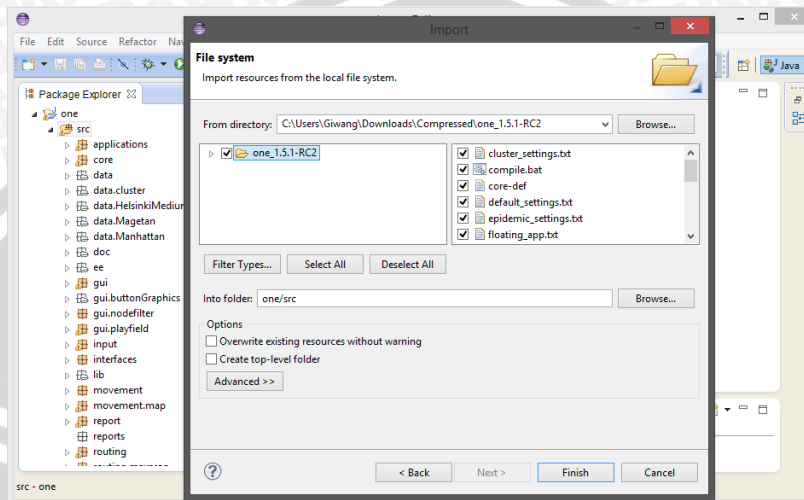 Import
File Edit Source Refactor
Java
Package Explorer
one
src
applications
core
data
data.cluster
data.Magetan
data.Manhattan
doc
ee
gui
gui.buttonGraphics
gui.nodefilter
gui.playfield
input
interfaces
lib
movement
movement.map
report
reports
routing
src - one
File system
Import resources from the local file system.
From directory: C:\Users\Giwang\Downloads\Compressed\one_1.5.1-RC2 Browse...
one_1.5.1-RC2
cluster_settings.txt
compile.bat
core-def
default_settings.txt
epidemic_settings.txt
floating_app.txt
Filter Types... Select All Deselect All
Into folder: one/src Browse...
Options
Overwrite existing resources without warning
Create top-level folder
Advanced >>
? < Back Next > Finish Cancel